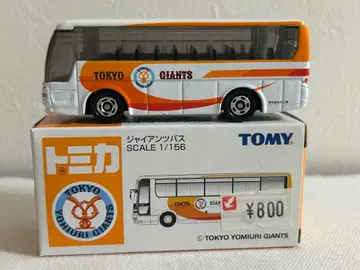 TOKYO GIANTS
ジャイアンツバス
SCALE 1/156
TOMY
トミカ
TOKYO
YOMIURI GIANTS
GIA
¥800
© TOKYO YOMIURI GIANTS